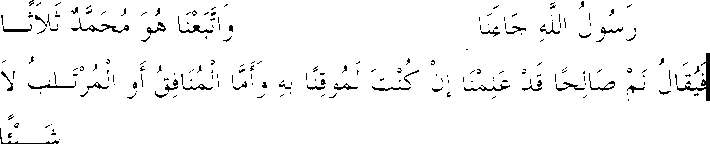 رَسُولُ اللَّهِ جَاءَنَا وَاتَّبَعْنَا هُوَ مُحَمَّدٌ ثَلَاثًا
فَيُقَالُ نَمْ صَالِحًا قَدْ عَلِمْنَا إِنْ كُنْتَ لَمُوقِنًا بِهِ وَأَمَّا الْمُنَافِقُ أَوِ الْمُرْتَابُ لَا